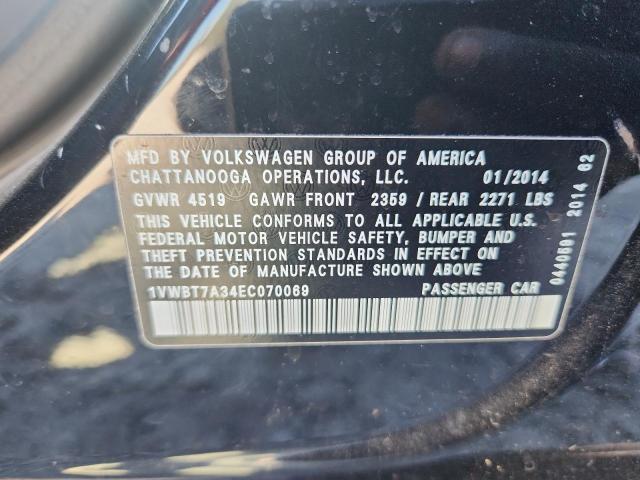 MFD BY VOLKSWAGEN GROUP OF AMERICA
CHATTANOOGA OPERATIONS, LLC. 01/2014
GVWR 4519 GAWR FRONT 2359 / REAR 2271 LBS
THIS VEHICLE CONFORMS TO ALL APPLICABLE U.S.
FEDERAL MOTOR VEHICLE SAFETY, BUMPER AND
THEFT PREVENTION STANDARDS IN EFFECT ON
THE DATE OF MANUFACTURE SHOWN ABOVE
1VWBT7A34EC070069 PASSENGER CAR
0440591 2014 02